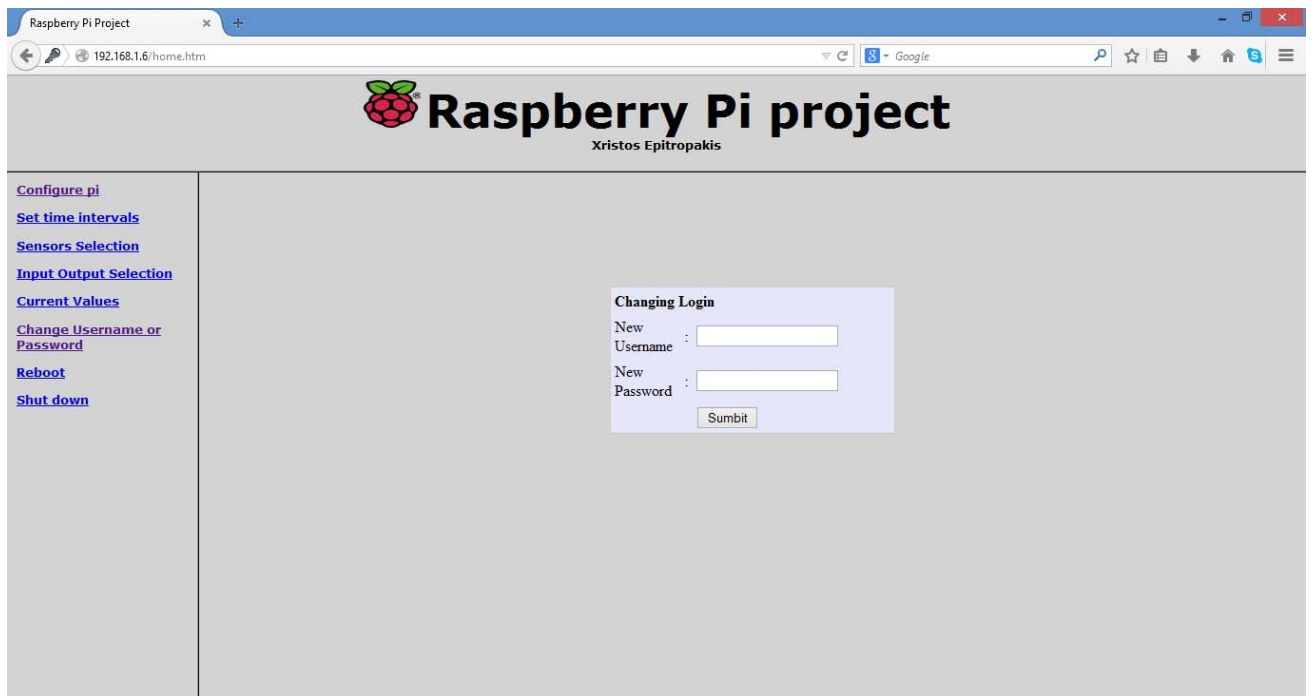 Raspberry Pi Project
192.168.1.6/home.htm
8
Google
S
Raspberry Pi project
®
Xristos Epitropakis
Configure pi
Set time intervals
Sensors Selection
Input Output Selection
Current Values
Change Username or
Password
Reboot
Shut down
Changing Login
New
Username :
New
Password :
Sumbit